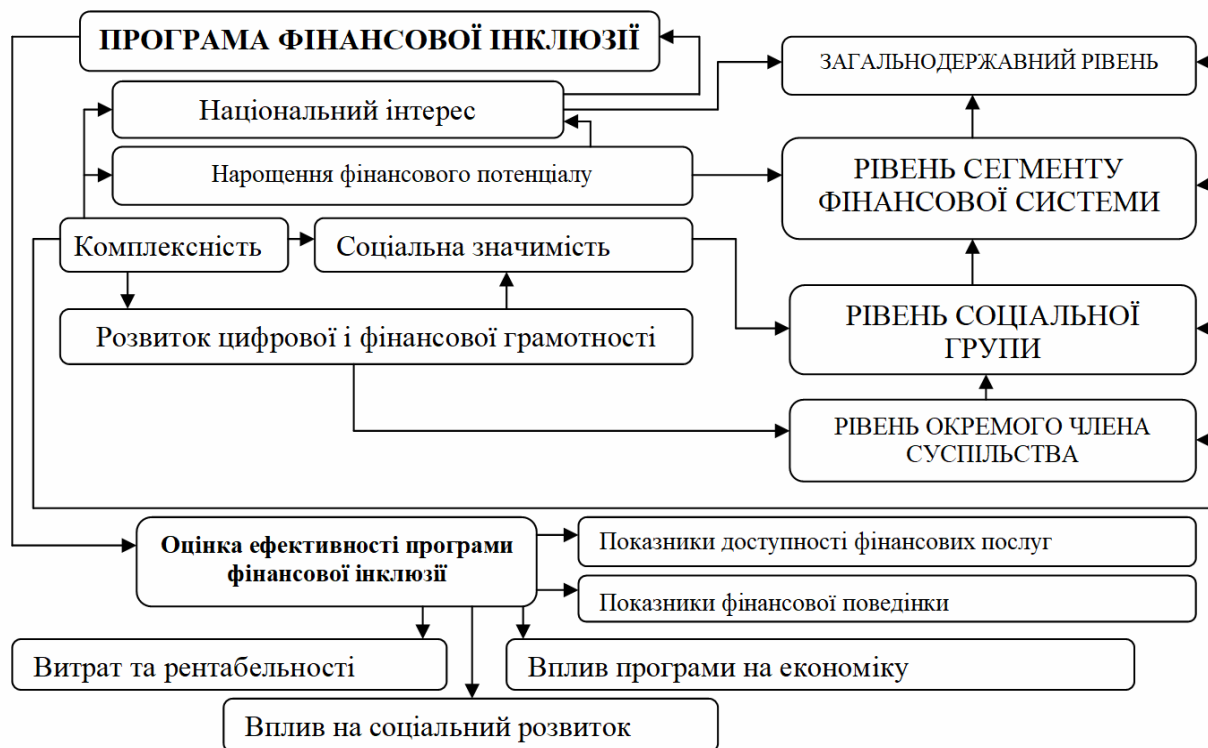 ПРОГРАМА ФІНАНСОВОЇ ІНКЛЮЗІЇ
ЗАГАЛЬНОДЕРЖАВНИЙ РІВЕНЬ
Національний інтерес
Нарощення фінансового потенціалу
РІВЕНЬ СЕГМЕНТУ
ФІНАНСОВОЇ СИСТЕМИ
Комплексність
Соціальна значимість
Розвиток цифрової і фінансової грамотності
РІВЕНЬ СОЦІАЛЬНОЇ
ГРУПИ
РІВЕНЬ ОКРЕМОГО ЧЛЕНА
СУСПІЛЬСТВА
Оцінка ефективності програми
фінансової інклюзії
Показники доступності фінансових послуг
Показники фінансової поведінки
Витрат та рентабельності
Вплив програми на економіку
Вплив на соціальний розвиток